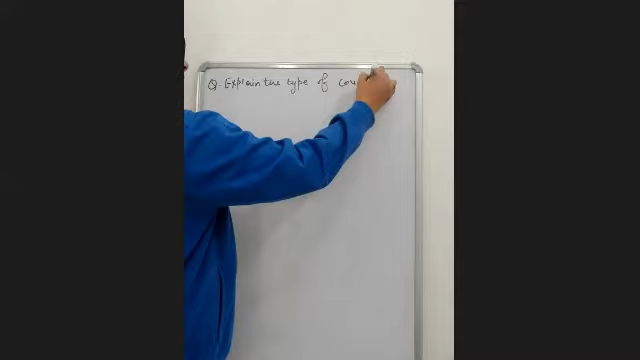 Q. Explain the type of